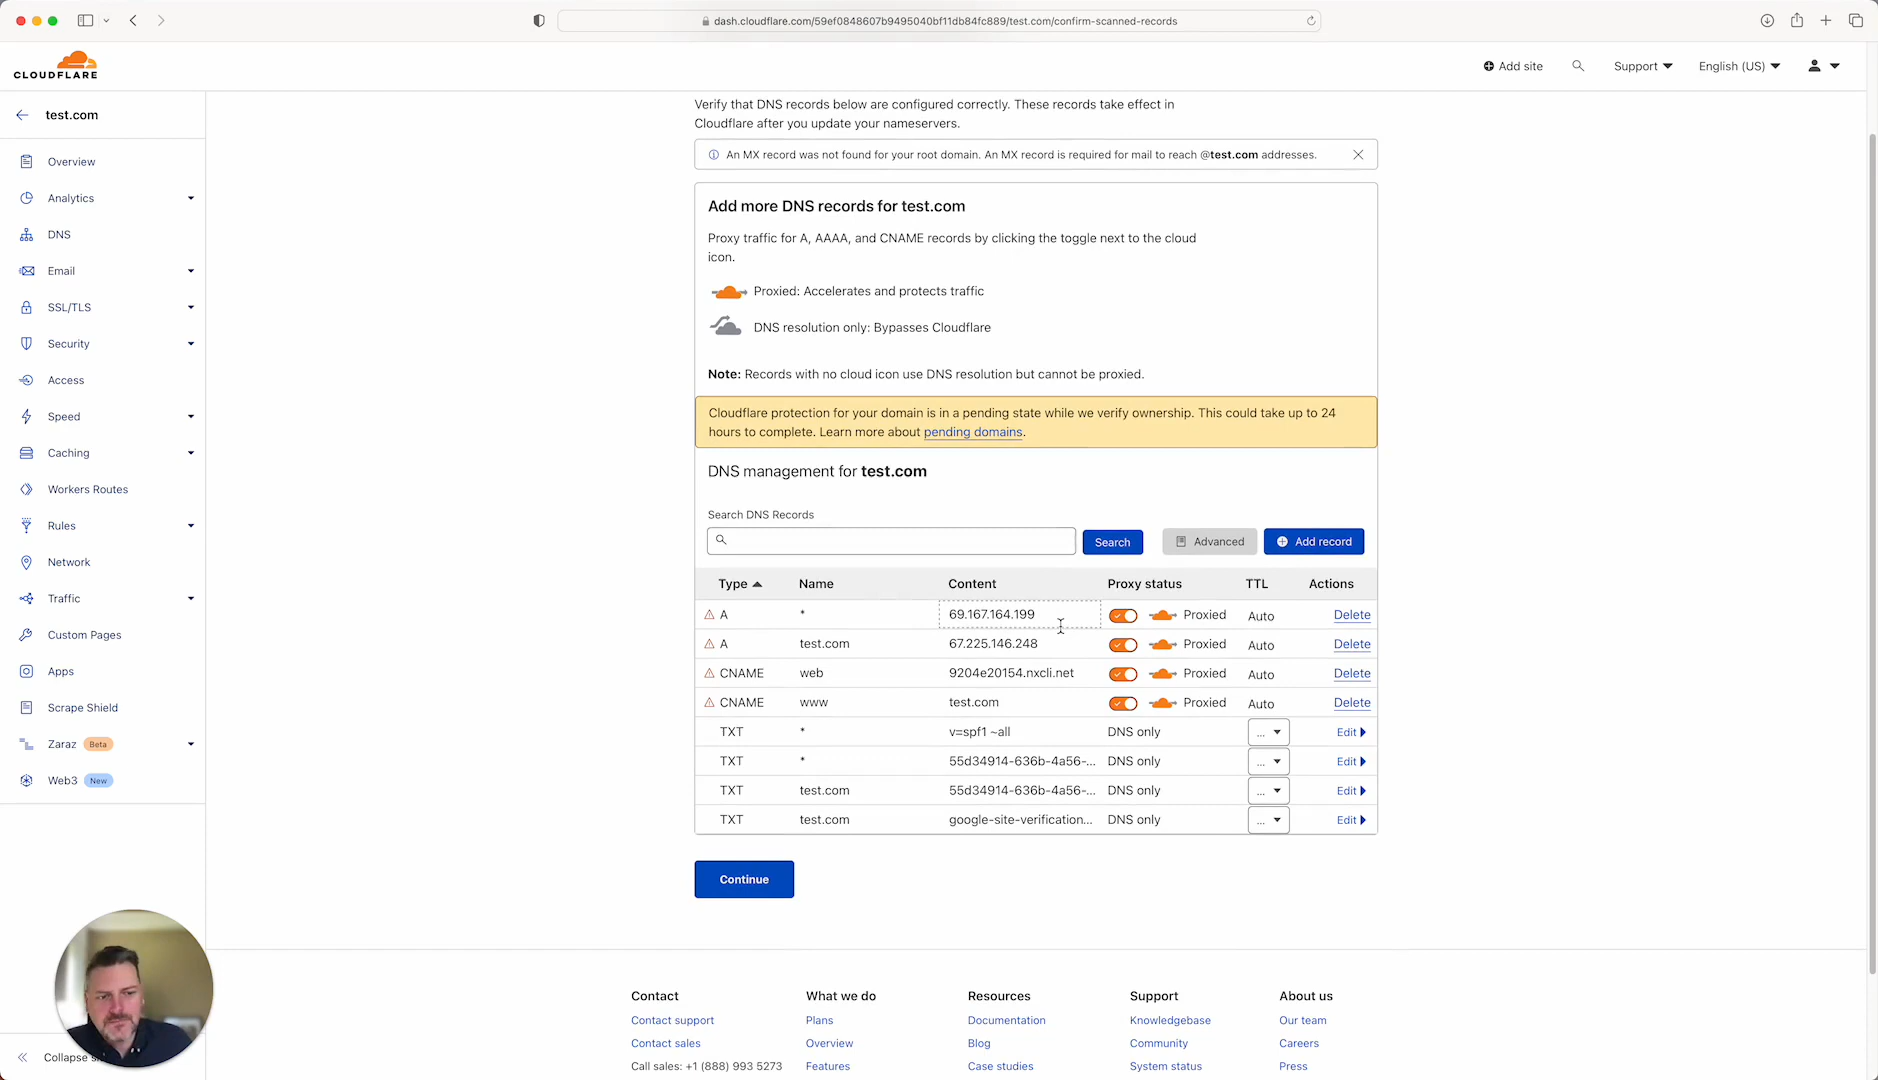 dash.cloudflare.com/59ef0848607b9495040bf11db84fc889/test.com/confirm-scanned-records
CLOUDFLARE
Add site
Support
English (US)
test.com
Overview
Analytics
DNS
Email
SSL/TLS
Security
Access
Speed
Caching
Workers Routes
Rules
Network
Traffic
Custom Pages
Apps
Scrape Shield
Zaraz Beta
Web3 New
Collapse
Verify that DNS records below are configured correctly. These records take effect in
Cloudflare after you update your nameservers.
An MX record was not found for your root domain. An MX record is required for mail to reach @test.com addresses.
Add more DNS records for test.com
Proxy traffic for A, AAAA, and CNAME records by clicking the toggle next to the cloud
icon.
Proxied: Accelerates and protects traffic
DNS resolution only: Bypasses Cloudflare
Note: Records with no cloud icon use DNS resolution but cannot be proxied.
Cloudflare protection for your domain is in a pending state while we verify ownership. This could take up to 24
hours to complete. Learn more about pending domains.
DNS management for test.com
Search DNS Records
Search
Advanced
Add record
Type Name Content Proxy status TTL Actions
A * 69.167.164.199 Proxied Auto Delete
A test.com 67.225.146.248 Proxied Auto Delete
CNAME web 9204e20154.nxcli.net Proxied Auto Delete
CNAME www test.com Proxied Auto Delete
TXT * v=spf1 ~all DNS only ... Edit
TXT * 55d34914-636b-4a56-... DNS only ... Edit
TXT test.com 55d34914-636b-4a56-... DNS only ... Edit
TXT test.com google-site-verification... DNS only ... Edit
Continue
Contact
Contact support
Contact sales
Call sales: +1 (888) 993 5273
What we do
Plans
Overview
Features
Resources
Documentation
Blog
Case studies
Support
Knowledgebase
Community
System status
About us
Our team
Careers
Press